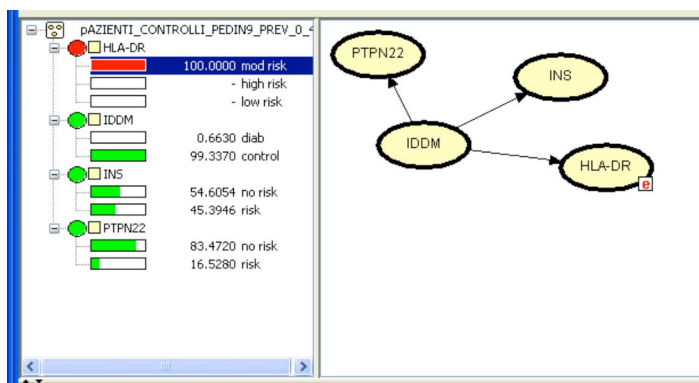 pAZIENTI_CONTROLLI_PEDIN9_PREV_0_4
HLA-DR
100.0000 mod risk
- high risk
- low risk
IDDM
0.6630 diab
99.3370 control
INS
54.6054 no risk
45.3946 risk
PTPN22
83.4720 no risk
16.5280 risk
PTPN22
INS
IDDM
HLA-DR
e